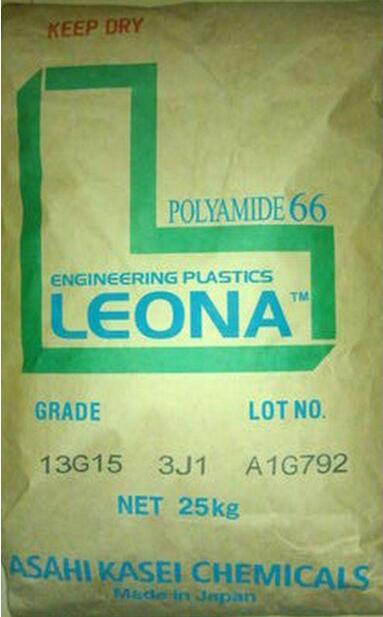 KEEP DRY
POLYAMIDE 66
ENGINEERING PLASTICS
LEONA™
GRADE LOT NO.
13G15 3J1 A1G792
NET 25kg
ASAHI KASEI CHEMICALS
Made in Japan